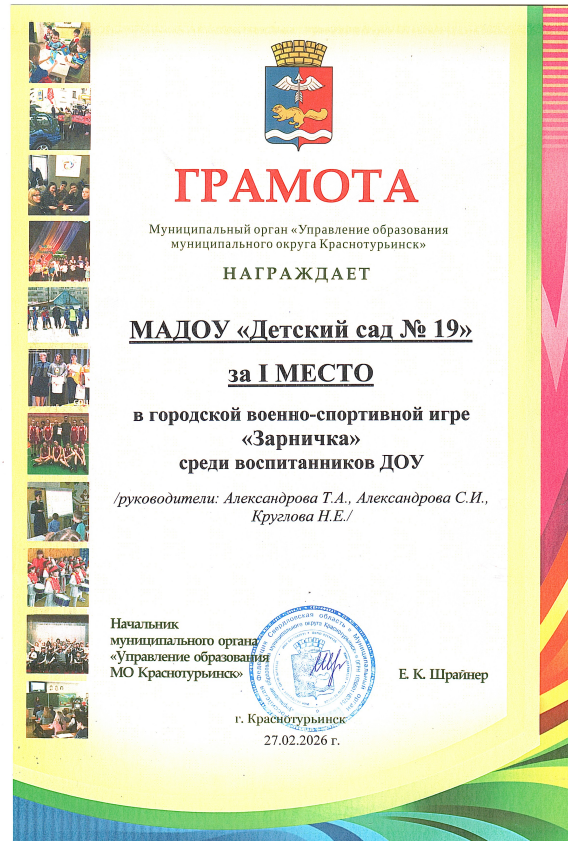 ГРАМОТА
Муниципальный орган «Управление образования
муниципального округа Краснотурьинск»
НАГРАЖДАЕТ
МАДОУ «Детский сад № 19»
за I МЕСТО
в городской военно-спортивной игре
«Зарничка»
среди воспитанников ДОУ
/руководители: Александрова Т.А., Александрова С.И.,
Круглова Н.Е./
Начальник
муниципального органа
«Управление образования
МО Краснотурьинск»
Е. К. Шрайнер
г. Краснотурьинск
27.02.2026 г.